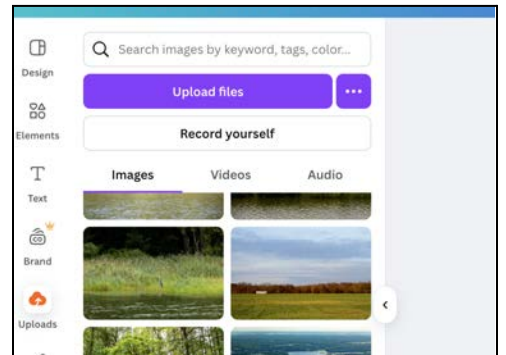 Search images by keyword, tags, color...
Design
Upload files
Elements
Record yourself
Text
Images Videos Audio
Brand
Uploads